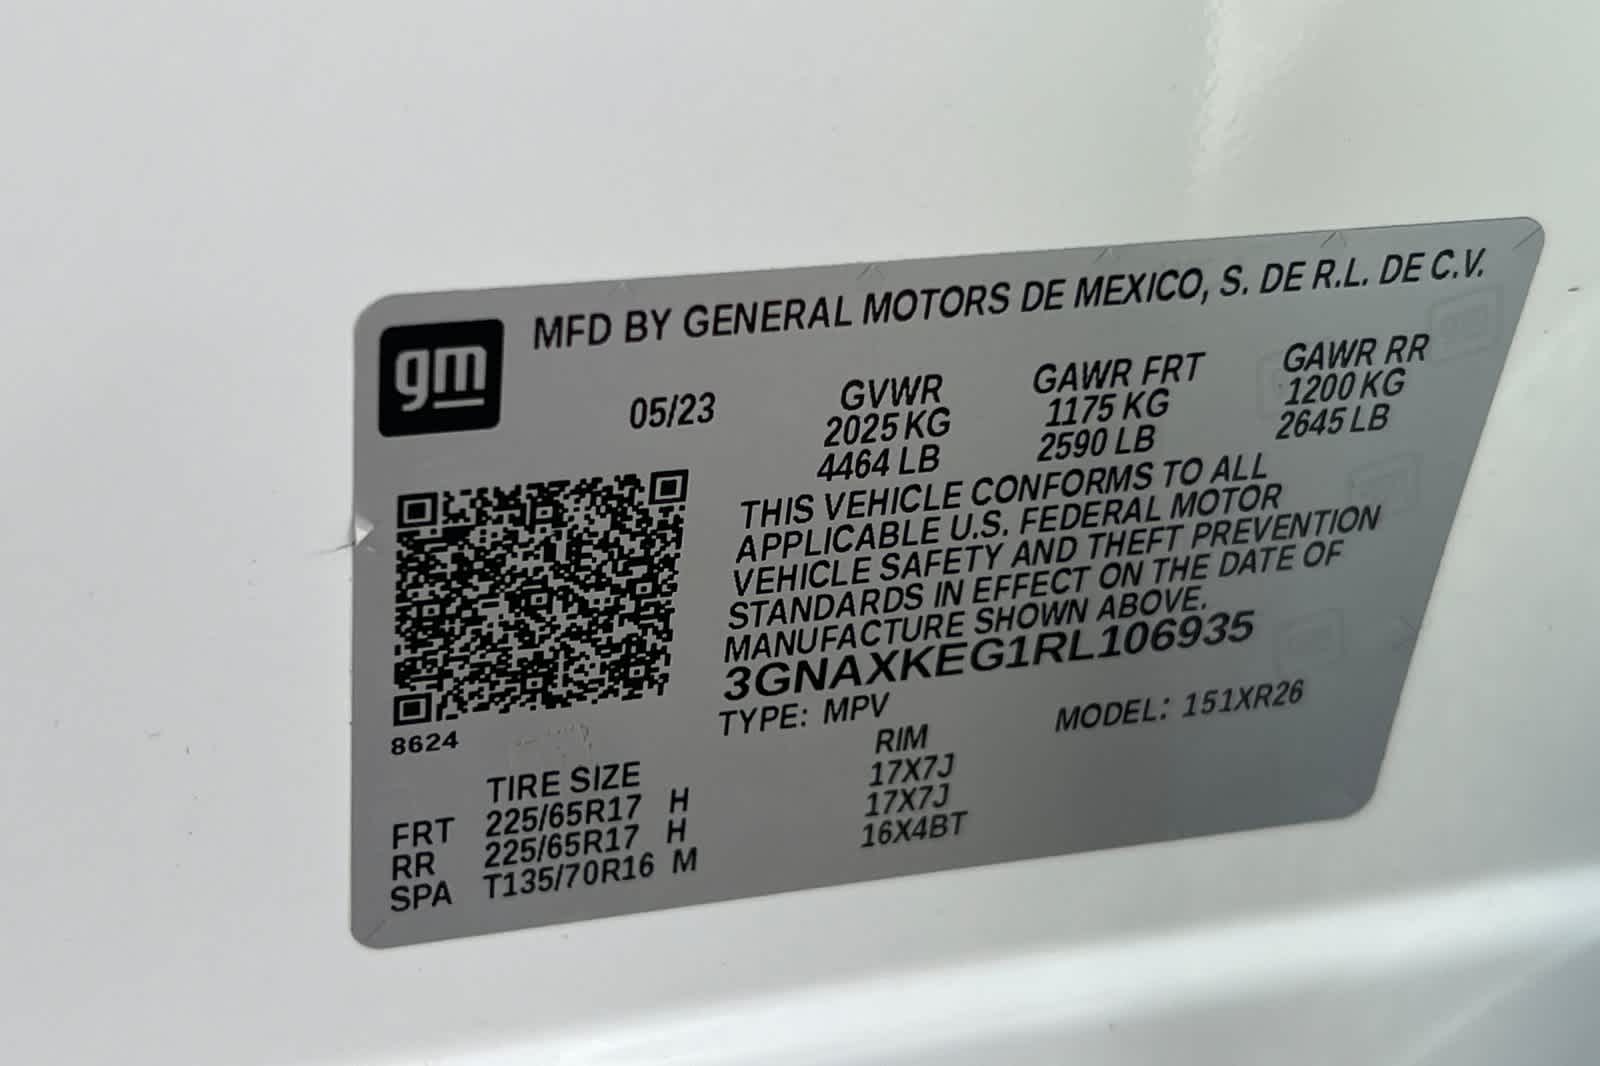 gm
MFD BY GENERAL MOTORS DE MEXICO, S. DE R.L. DE C.V.
05/23 GVWR GAWR FRT GAWR RR
2025 KG 1175 KG 1200 KG
4464 LB 2590 LB 2645 LB
THIS VEHICLE CONFORMS TO ALL
APPLICABLE U.S. FEDERAL MOTOR
VEHICLE SAFETY AND THEFT PREVENTION
STANDARDS IN EFFECT ON THE DATE OF
MANUFACTURE SHOWN ABOVE.
3GNAXKEG1RL106935
TYPE: MPV MODEL: 151XR26
8624
TIRE SIZE RIM
FRT 225/65R17 H 17X7J
RR 225/65R17 H 17X7J
SPA T135/70R16 M 16X4BT